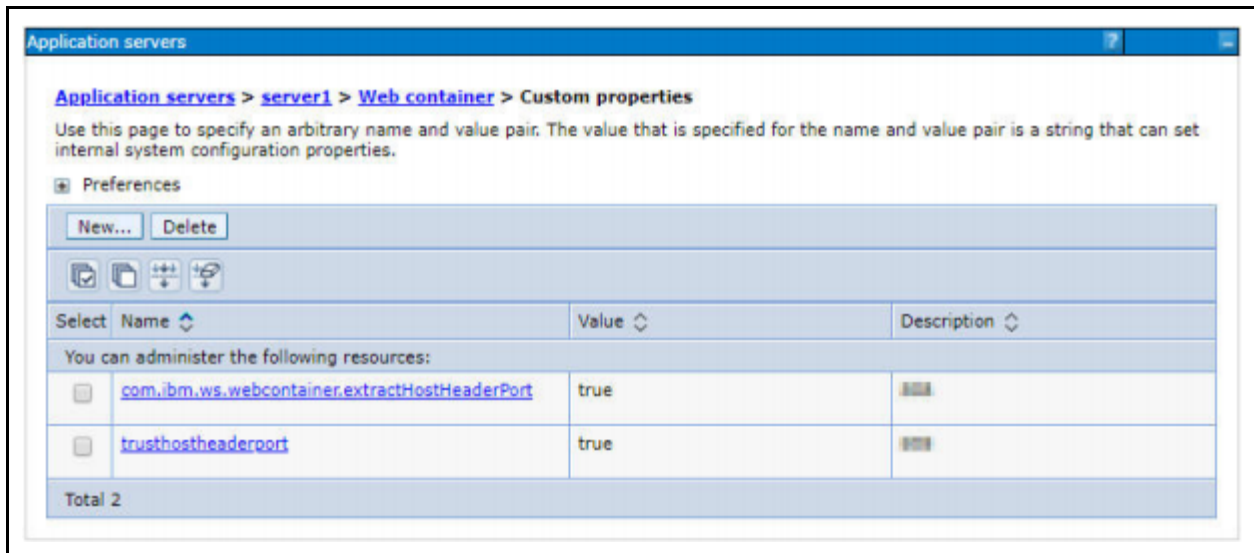 Application servers ? –
Application servers > server1 > Web container > Custom properties
Use this page to specify an arbitrary name and value pair. The value that is specified for the name and value pair is a string that can set
internal system configuration properties.
+ Preferences
New... Delete
Select Name Value Description
You can administer the following resources:
com.ibm.ws.webcontainer.extractHostHeaderPort true
trusthostheaderport true
Total 2